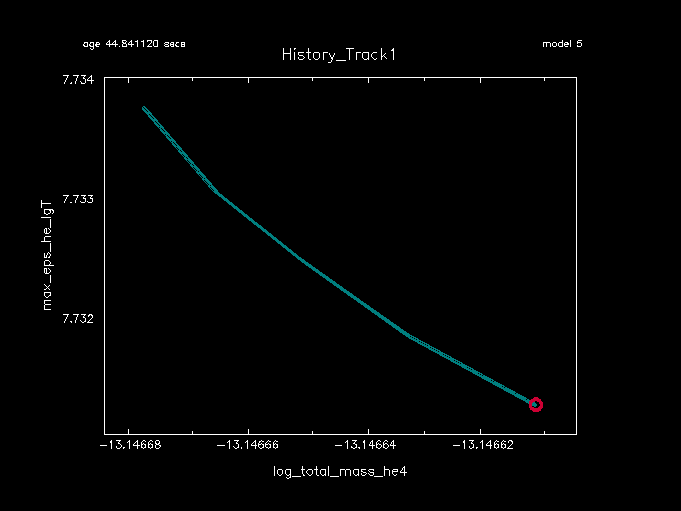 age 44.841120 secs
model 5
History_Track1
7.734
7.733
7.732
max_eps_he_lgT
−13.14668
−13.14666
−13.14664
−13.14662
log_total_mass_he4